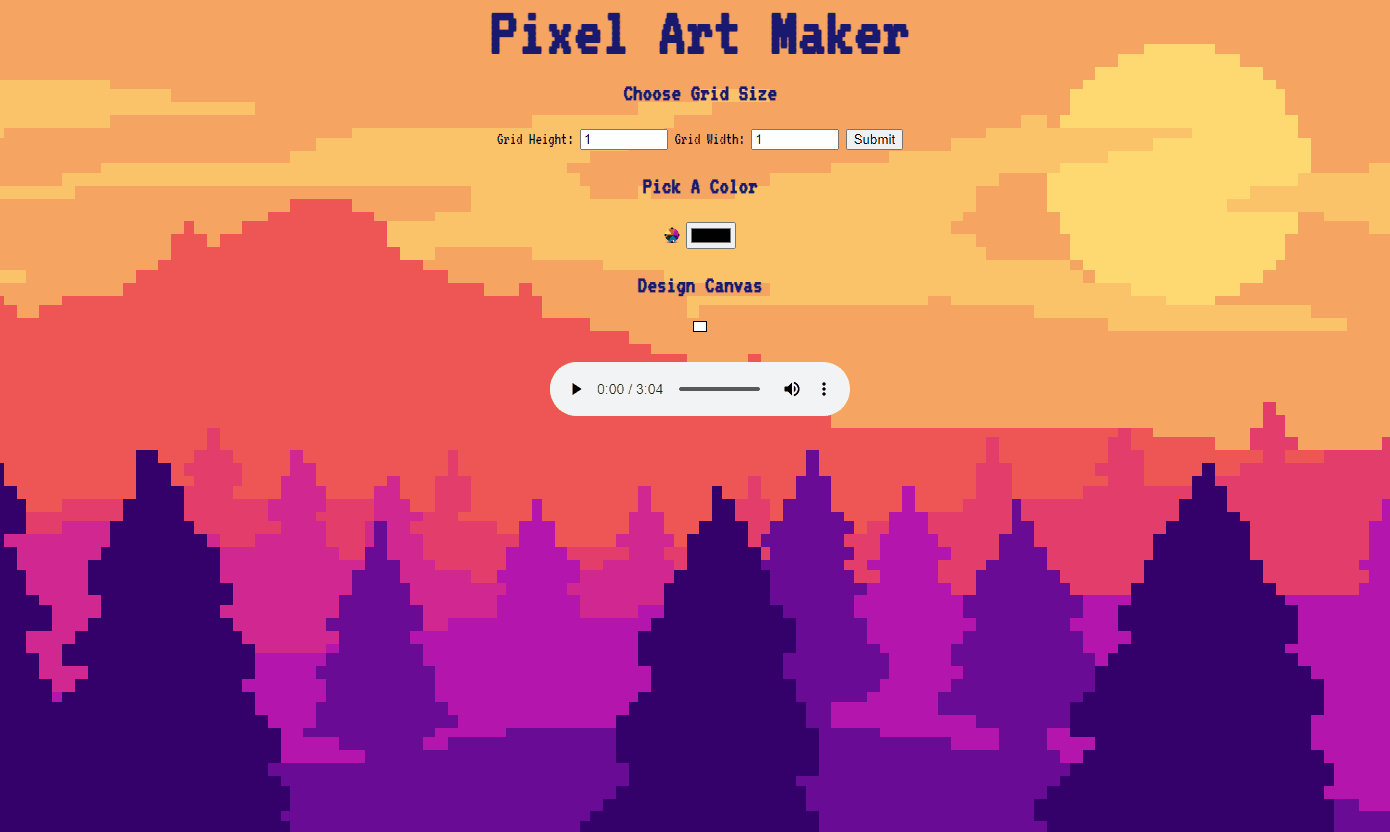 Pixel Art Maker
Choose Grid Size
Grid Height: 1 Grid Width: 1 Submit
Pick A Color
Design Canvas
0:00 / 3:04